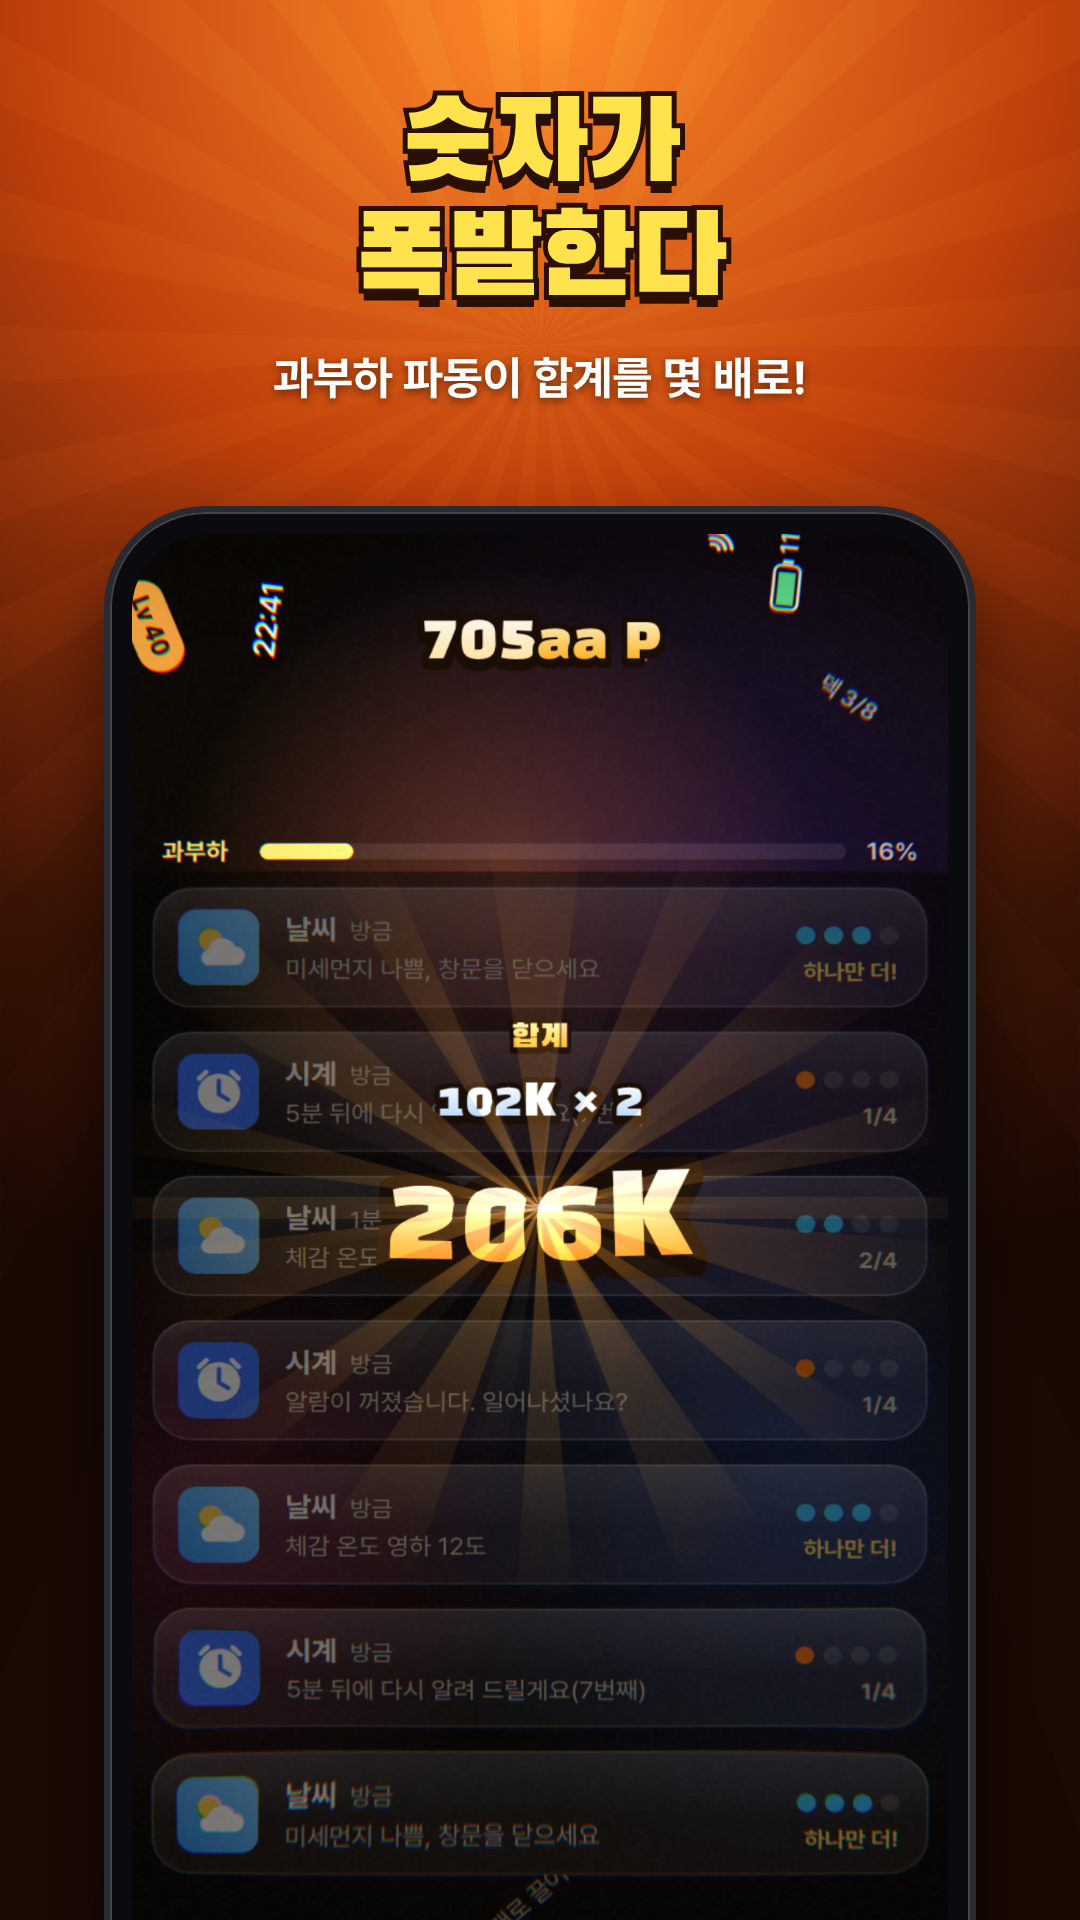 숫자가
폭발한다
과부하 파동이 합계를 몇 배로!
Lv 40
22:41
11
705aa P
덱 3/8
과부하 16%
날씨 방금
미세먼지 나쁨, 창문을 닫으세요
하나만 더!
합계
시계 방금
5분 뒤에 다시
1/4
102K × 2
206K
날씨 1분
체감 온도
2/4
시계 방금
알람이 꺼졌습니다. 일어나셨나요?
1/4
날씨 방금
체감 온도 영하 12도
하나만 더!
시계 방금
5분 뒤에 다시 알려 드릴게요(7번째)
1/4
날씨 방금
미세먼지 나쁨, 창문을 닫으세요
하나만 더!